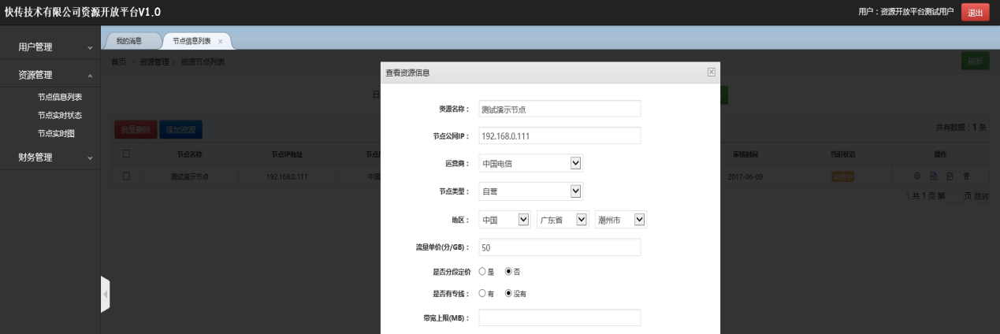 快传技术有限公司资源开放平台V1.0
用户：资源开放平台测试用户 退出
用户管理
我的消息 节点信息列表 ×
首页 > 资源管理 > 资源节点列表 刷新
查看资源信息
资源管理
节点信息列表
节点实时状态
节点实时图
财务管理
日
批量删除 添加资源 共有数据：1 条
节点名称 节点IP地址 审核时间 当前状态 操作
测试演示节点 192.168.0.111 中国 2017-06-09
1 共 1 页 第 页 跳转
资源名称： 测试演示节点
节点公网IP： 192.168.0.111
运营商： 中国电信
节点类型： 自营
地区： 中国 广东省 潮州市
流量单价(分/GB)： 50
是否分段定价 是 否
是否有专线： 有 没有
带宽上限(MB)：